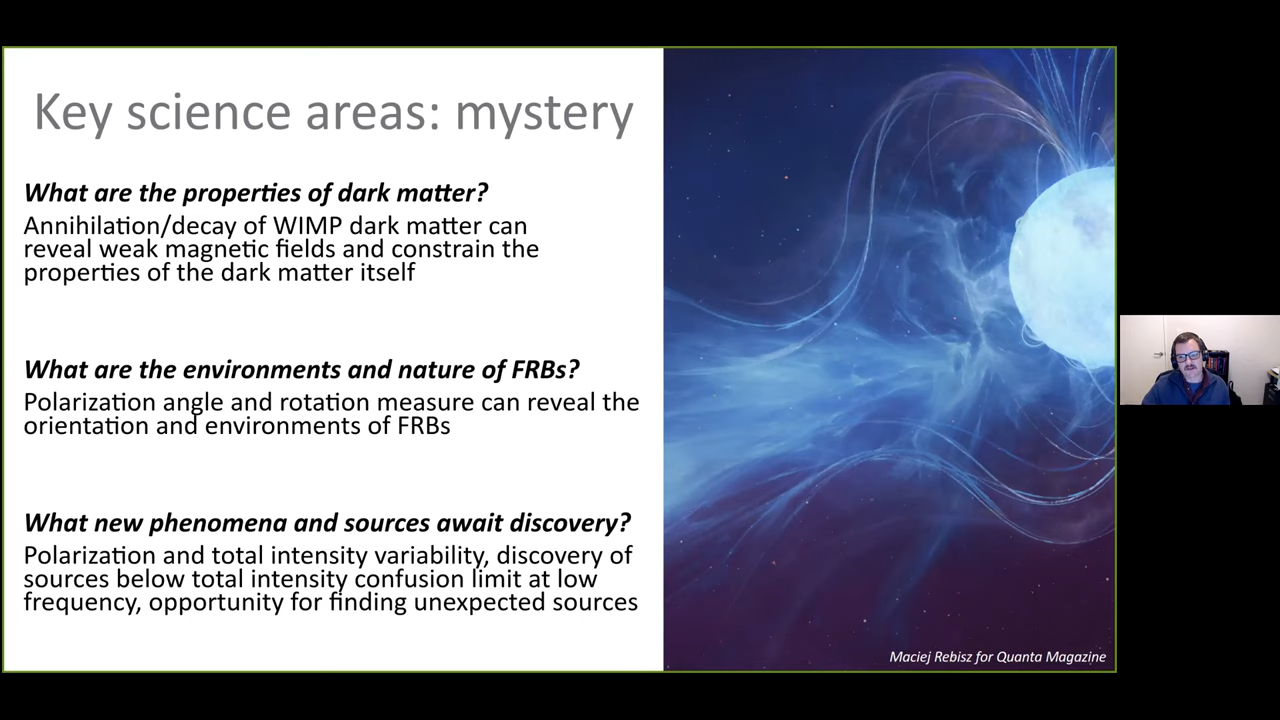 Key science areas: mystery
What are the properties of dark matter?
Annihilation/decay of WIMP dark matter can
reveal weak magnetic fields and constrain the
properties of the dark matter itself
What are the environments and nature of FRBs?
Polarization angle and rotation measure can reveal the
orientation and environments of FRBs
What new phenomena and sources await discovery?
Polarization and total intensity variability, discovery of
sources below total intensity confusion limit at low
frequency, opportunity for finding unexpected sources
Maciej Rebisz for Quanta Magazine